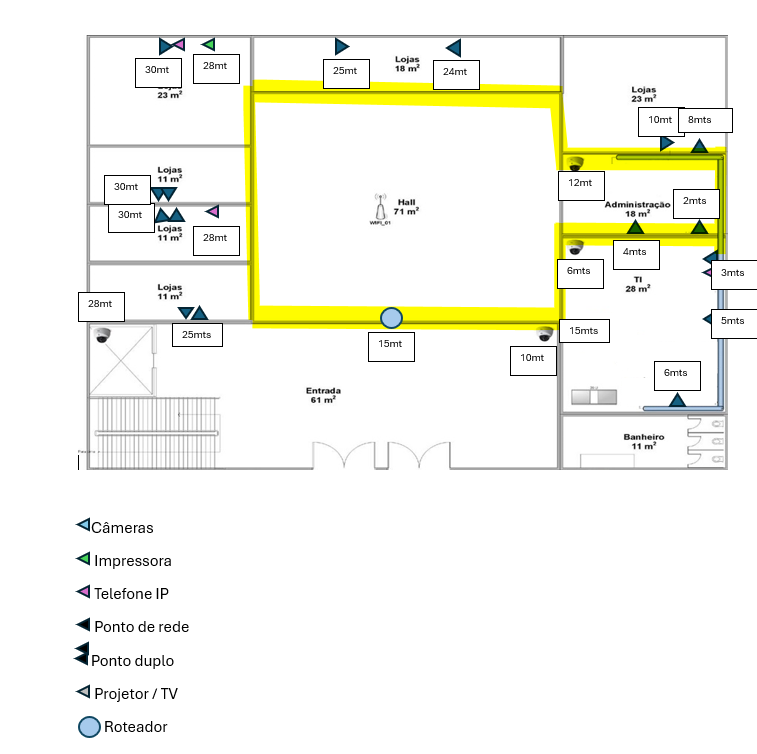 30mt
28mt
23 m²
25mt
Lojas
18 m²
24mt
Lojas
23 m²
10mt
8mts
Lojas
11 m²
30mt
30mt
Lojas
11 m²
28mt
Hall
71 m²
WIFI_01
12mt
Administração
18 m²
2mts
4mts
6mts
TI
28 m²
3mts
5mts
6mts
Lojas
11 m²
28mt
25mts
15mt
10mt
15mts
Entrada
61 m²
Banheiro
11 m²
Câmeras
Impressora
Telefone IP
Ponto de rede
Ponto duplo
Projetor / TV
Roteador